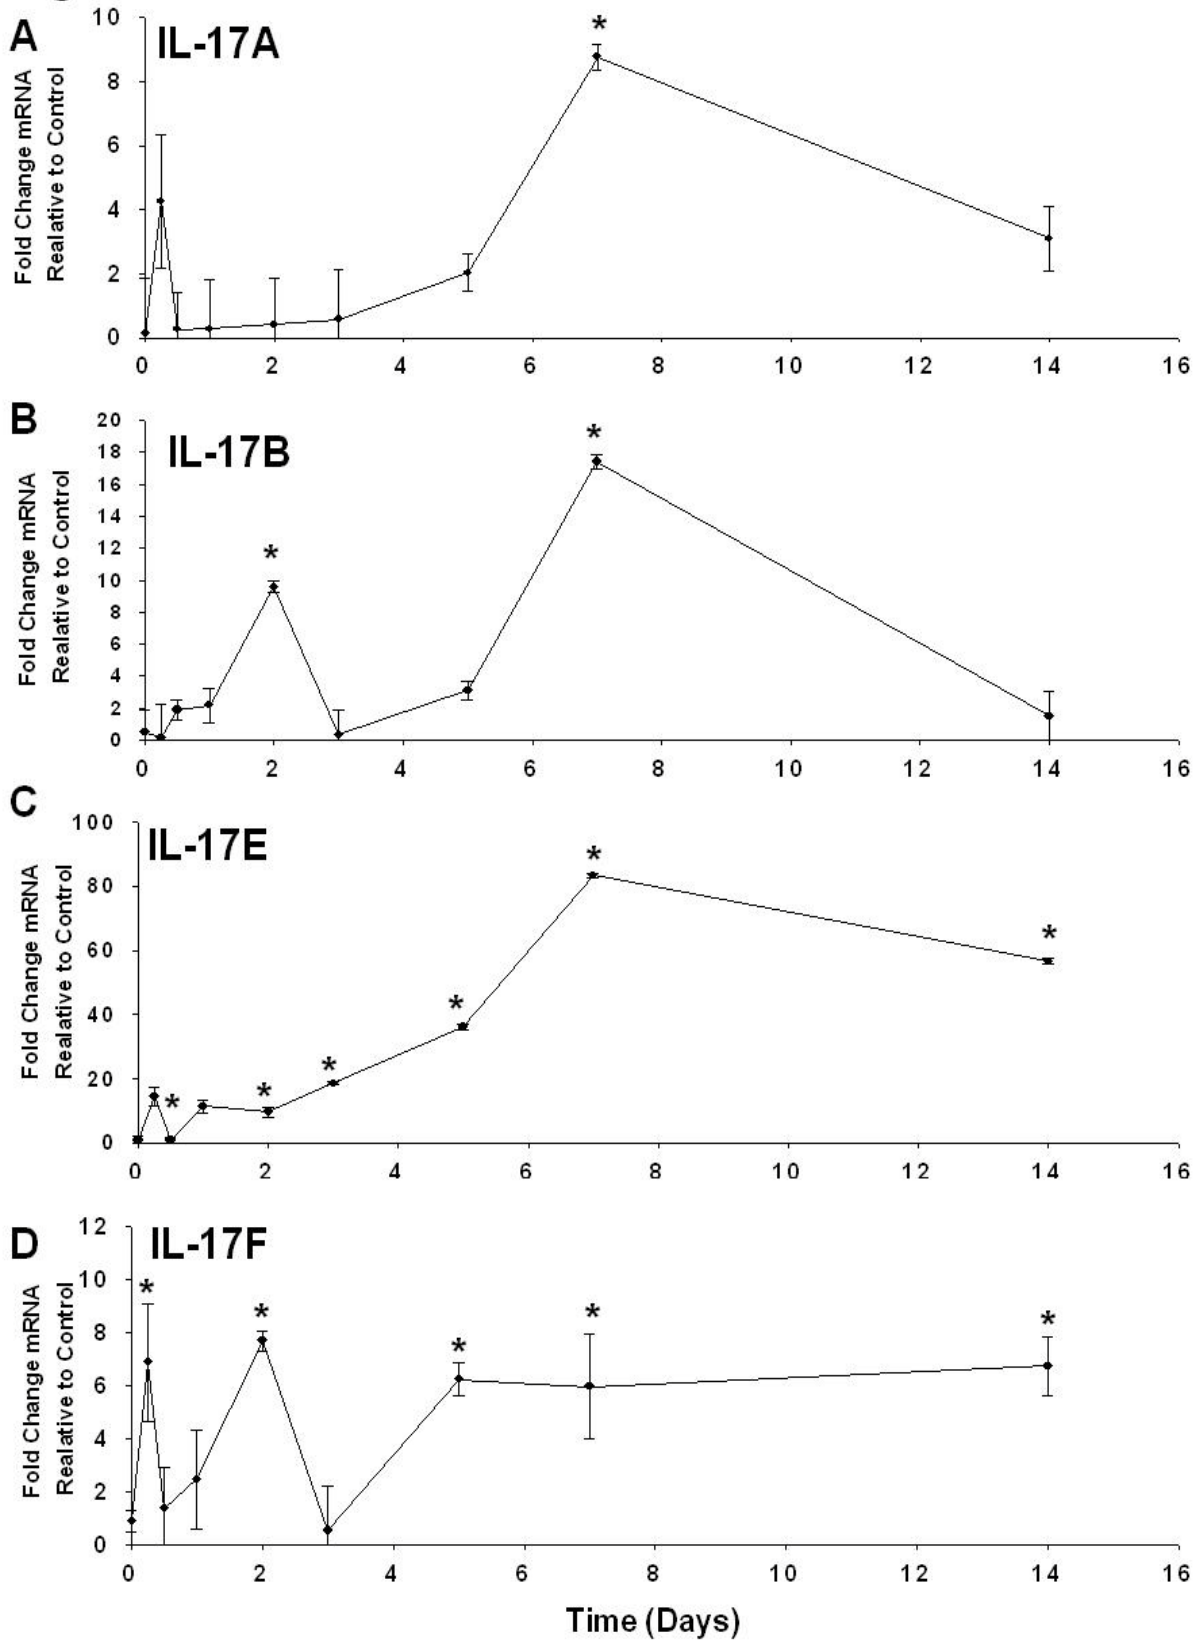 A
IL-17A
Fold Change mRNA
Realative to Control
10
8
6
4
2
0
*
0 2 4 6 8 10 12 14 16
B
IL-17B
Fold Change mRNA
Realative to Control
20
18
16
14
12
10
8
6
4
2
0
* *
0 2 4 6 8 10 12 14 16
C
IL-17E
Fold Change mRNA
Realative to Control
100
80
60
40
20
0
* * * * * *
0 2 4 6 8 10 12 14 16
D
IL-17F
Fold Change mRNA
Realative to Control
12
10
8
6
4
2
0
* * * * *
0 2 4 6 8 10 12 14 16
Time (Days)